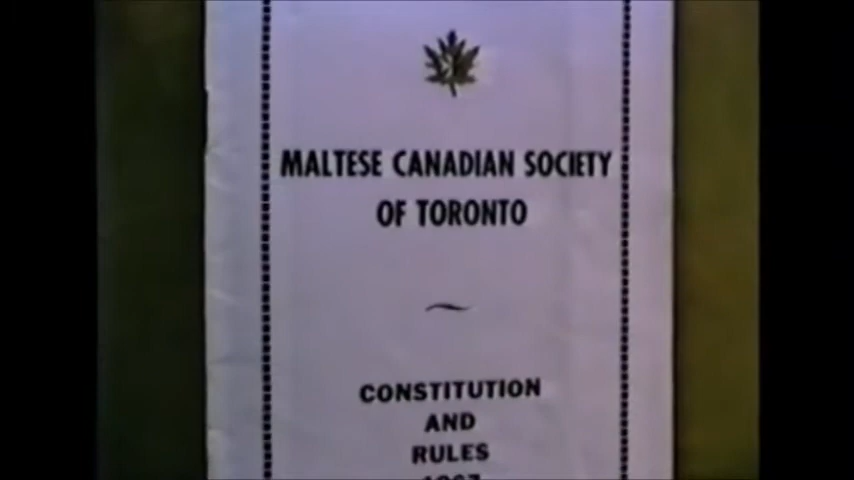 MALTESE CANADIAN SOCIETY
OF TORONTO
CONSTITUTION
AND
RULES